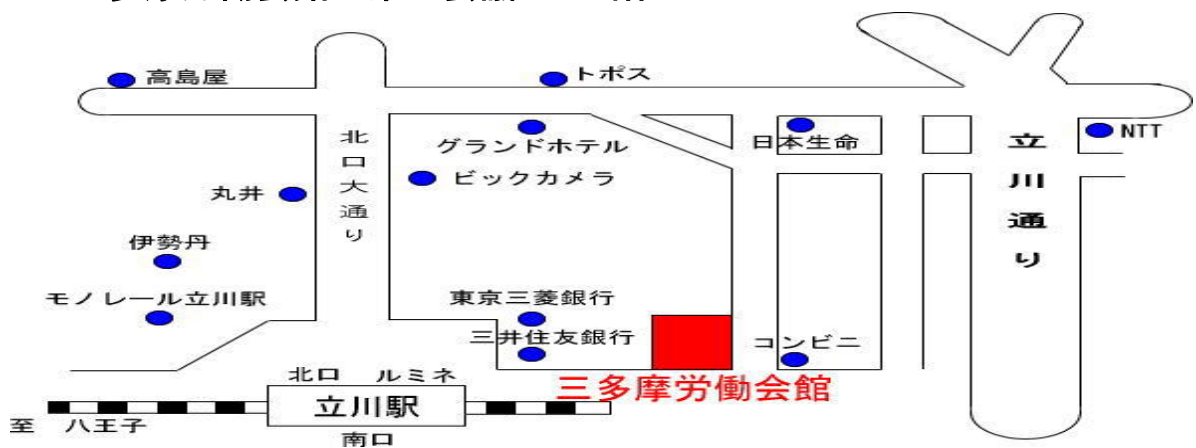 高島屋
トポス
北口大通り
グランドホテル
日本生命
立川通り
NTT
丸井
ビックカメラ
伊勢丹
モノレール立川駅
東京三菱銀行
三井住友銀行
コンビニ
三多摩労働会館
北口 ルミネ
立川駅
至 八王子
南口